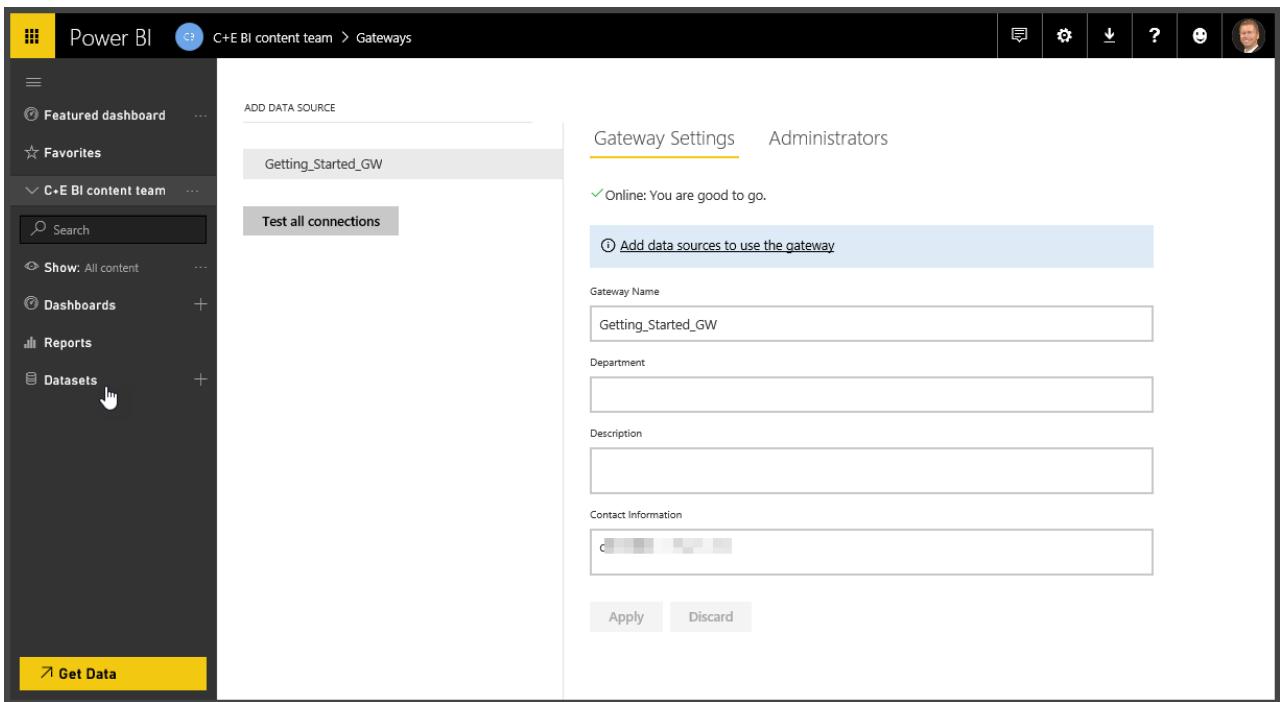 Power BI C? C+E BI content team > Gateways ?
Featured dashboard ...
Favorites
C+E BI content team ...
Search
Show: All content ...
Dashboards +
Reports
Datasets +
Get Data
ADD DATA SOURCE
Getting_Started_GW
Test all connections
Gateway Settings Administrators
Online: You are good to go.
Add data sources to use the gateway
Gateway Name
Getting_Started_GW
Department
Description
Contact Information
Apply Discard